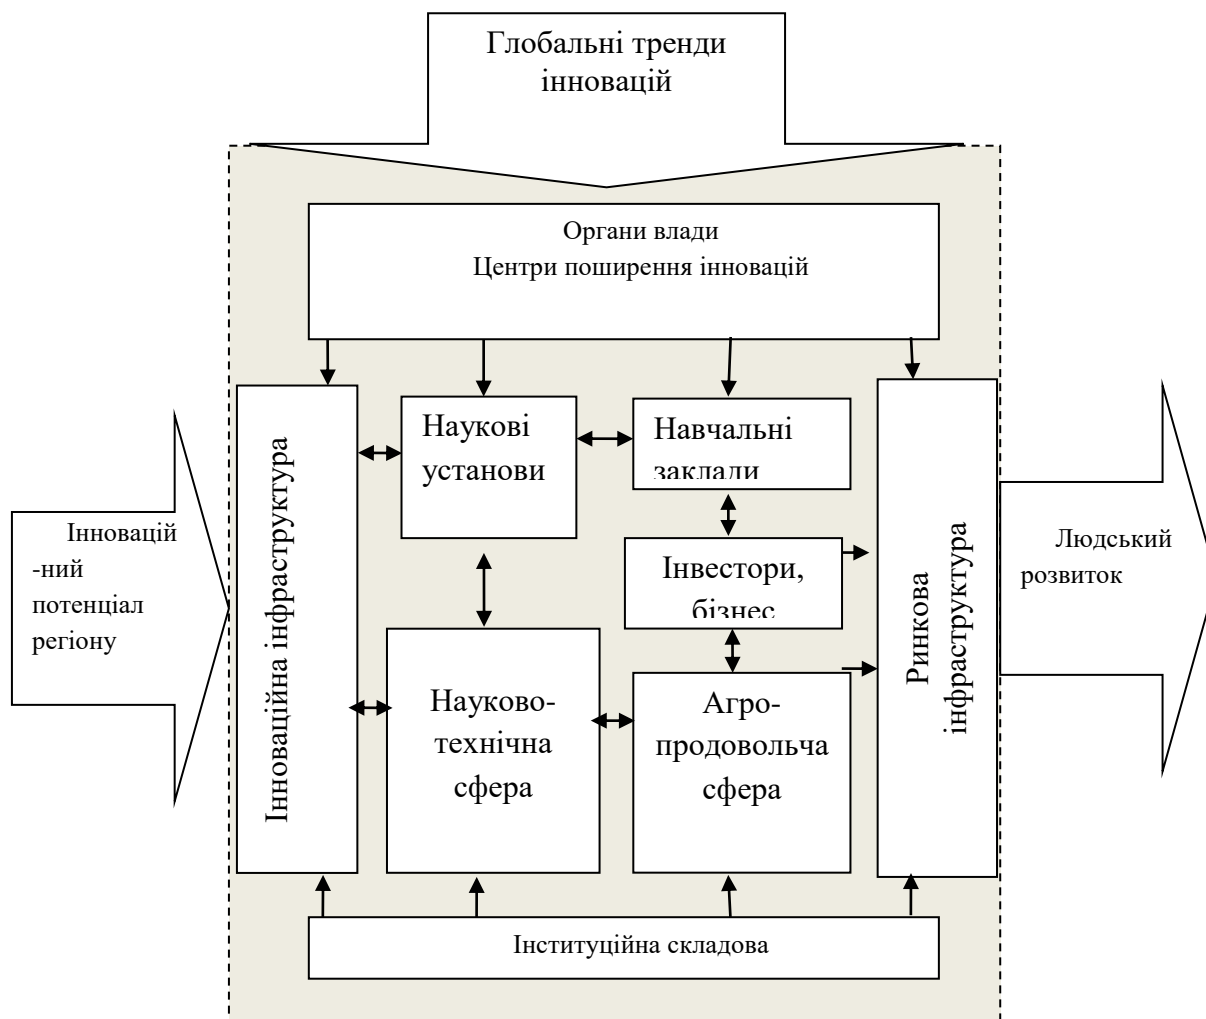 Глобальні тренди
інновацій
Органи влади
Центри поширення інновацій
Інновацій
-ний
потенціал
регіону
Інноваційна інфраструктура
Наукові
установи
Навчальні
заклади
Інвестори,
бізнес
Науково-
технічна
сфера
Агро-
продовольча
сфера
Ринкова
інфраструктура
Людський
розвиток
Інституційна складова